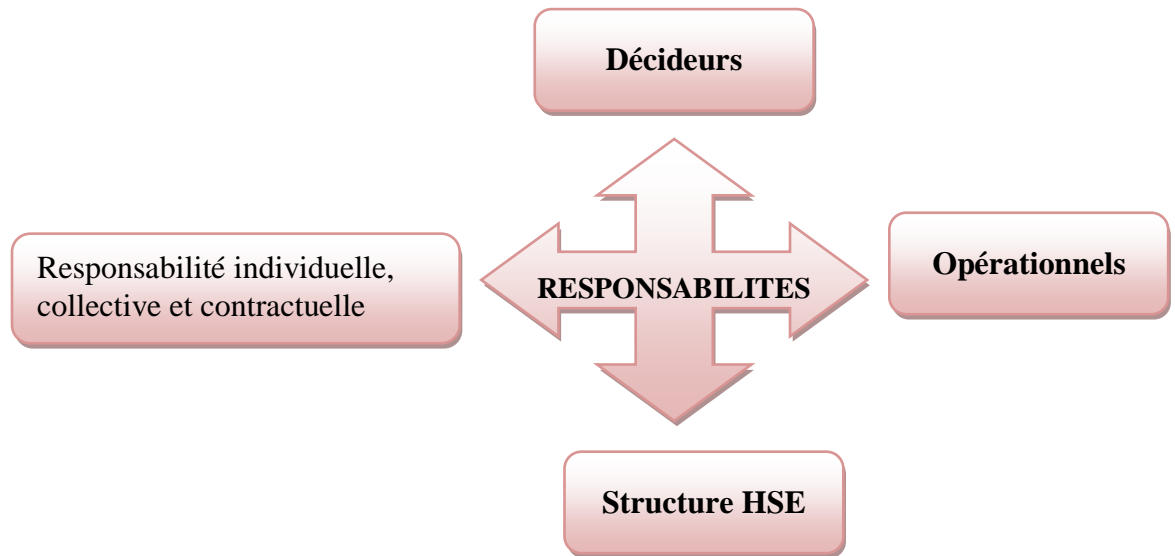 Décideurs
Responsabilité individuelle,
collective et contractuelle
RESPONSABILITES
Opérationnels
Structure HSE